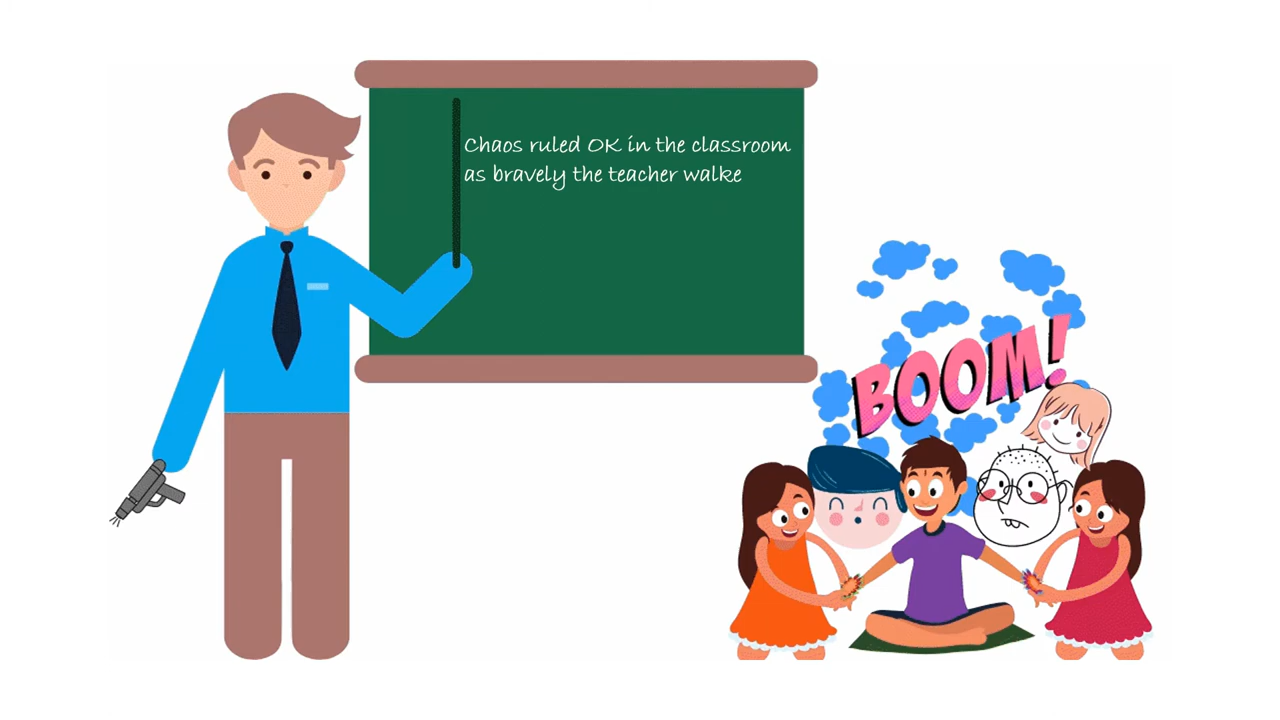 Chaos ruled OK in the classroom
as bravely the teacher walke
BOOM!